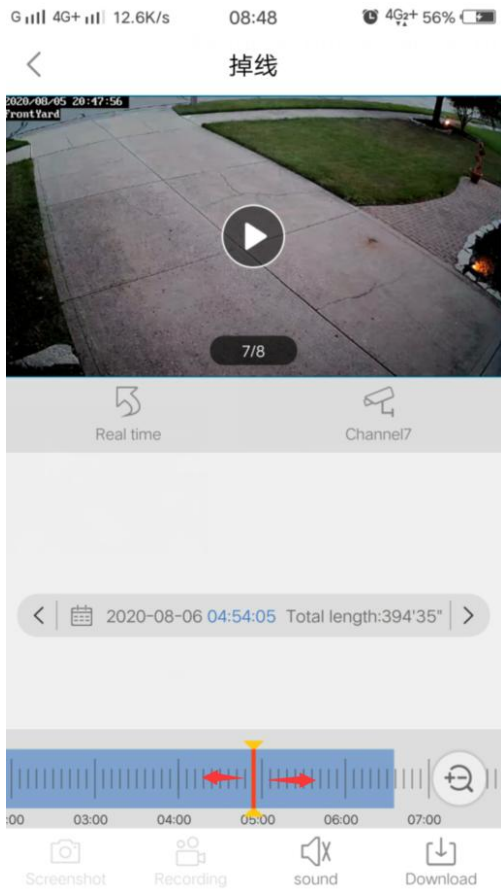 G 4G+ 12.6K/s 08:48 4G2+ 56%
掉线
2020/08/05 20:47:56
FrontYard
7/8
Real time Channel7
2020-08-06 04:54:05 Total length:394'35"
:00 03:00 04:00 05:00 06:00 07:00
Screenshot Recording sound Download